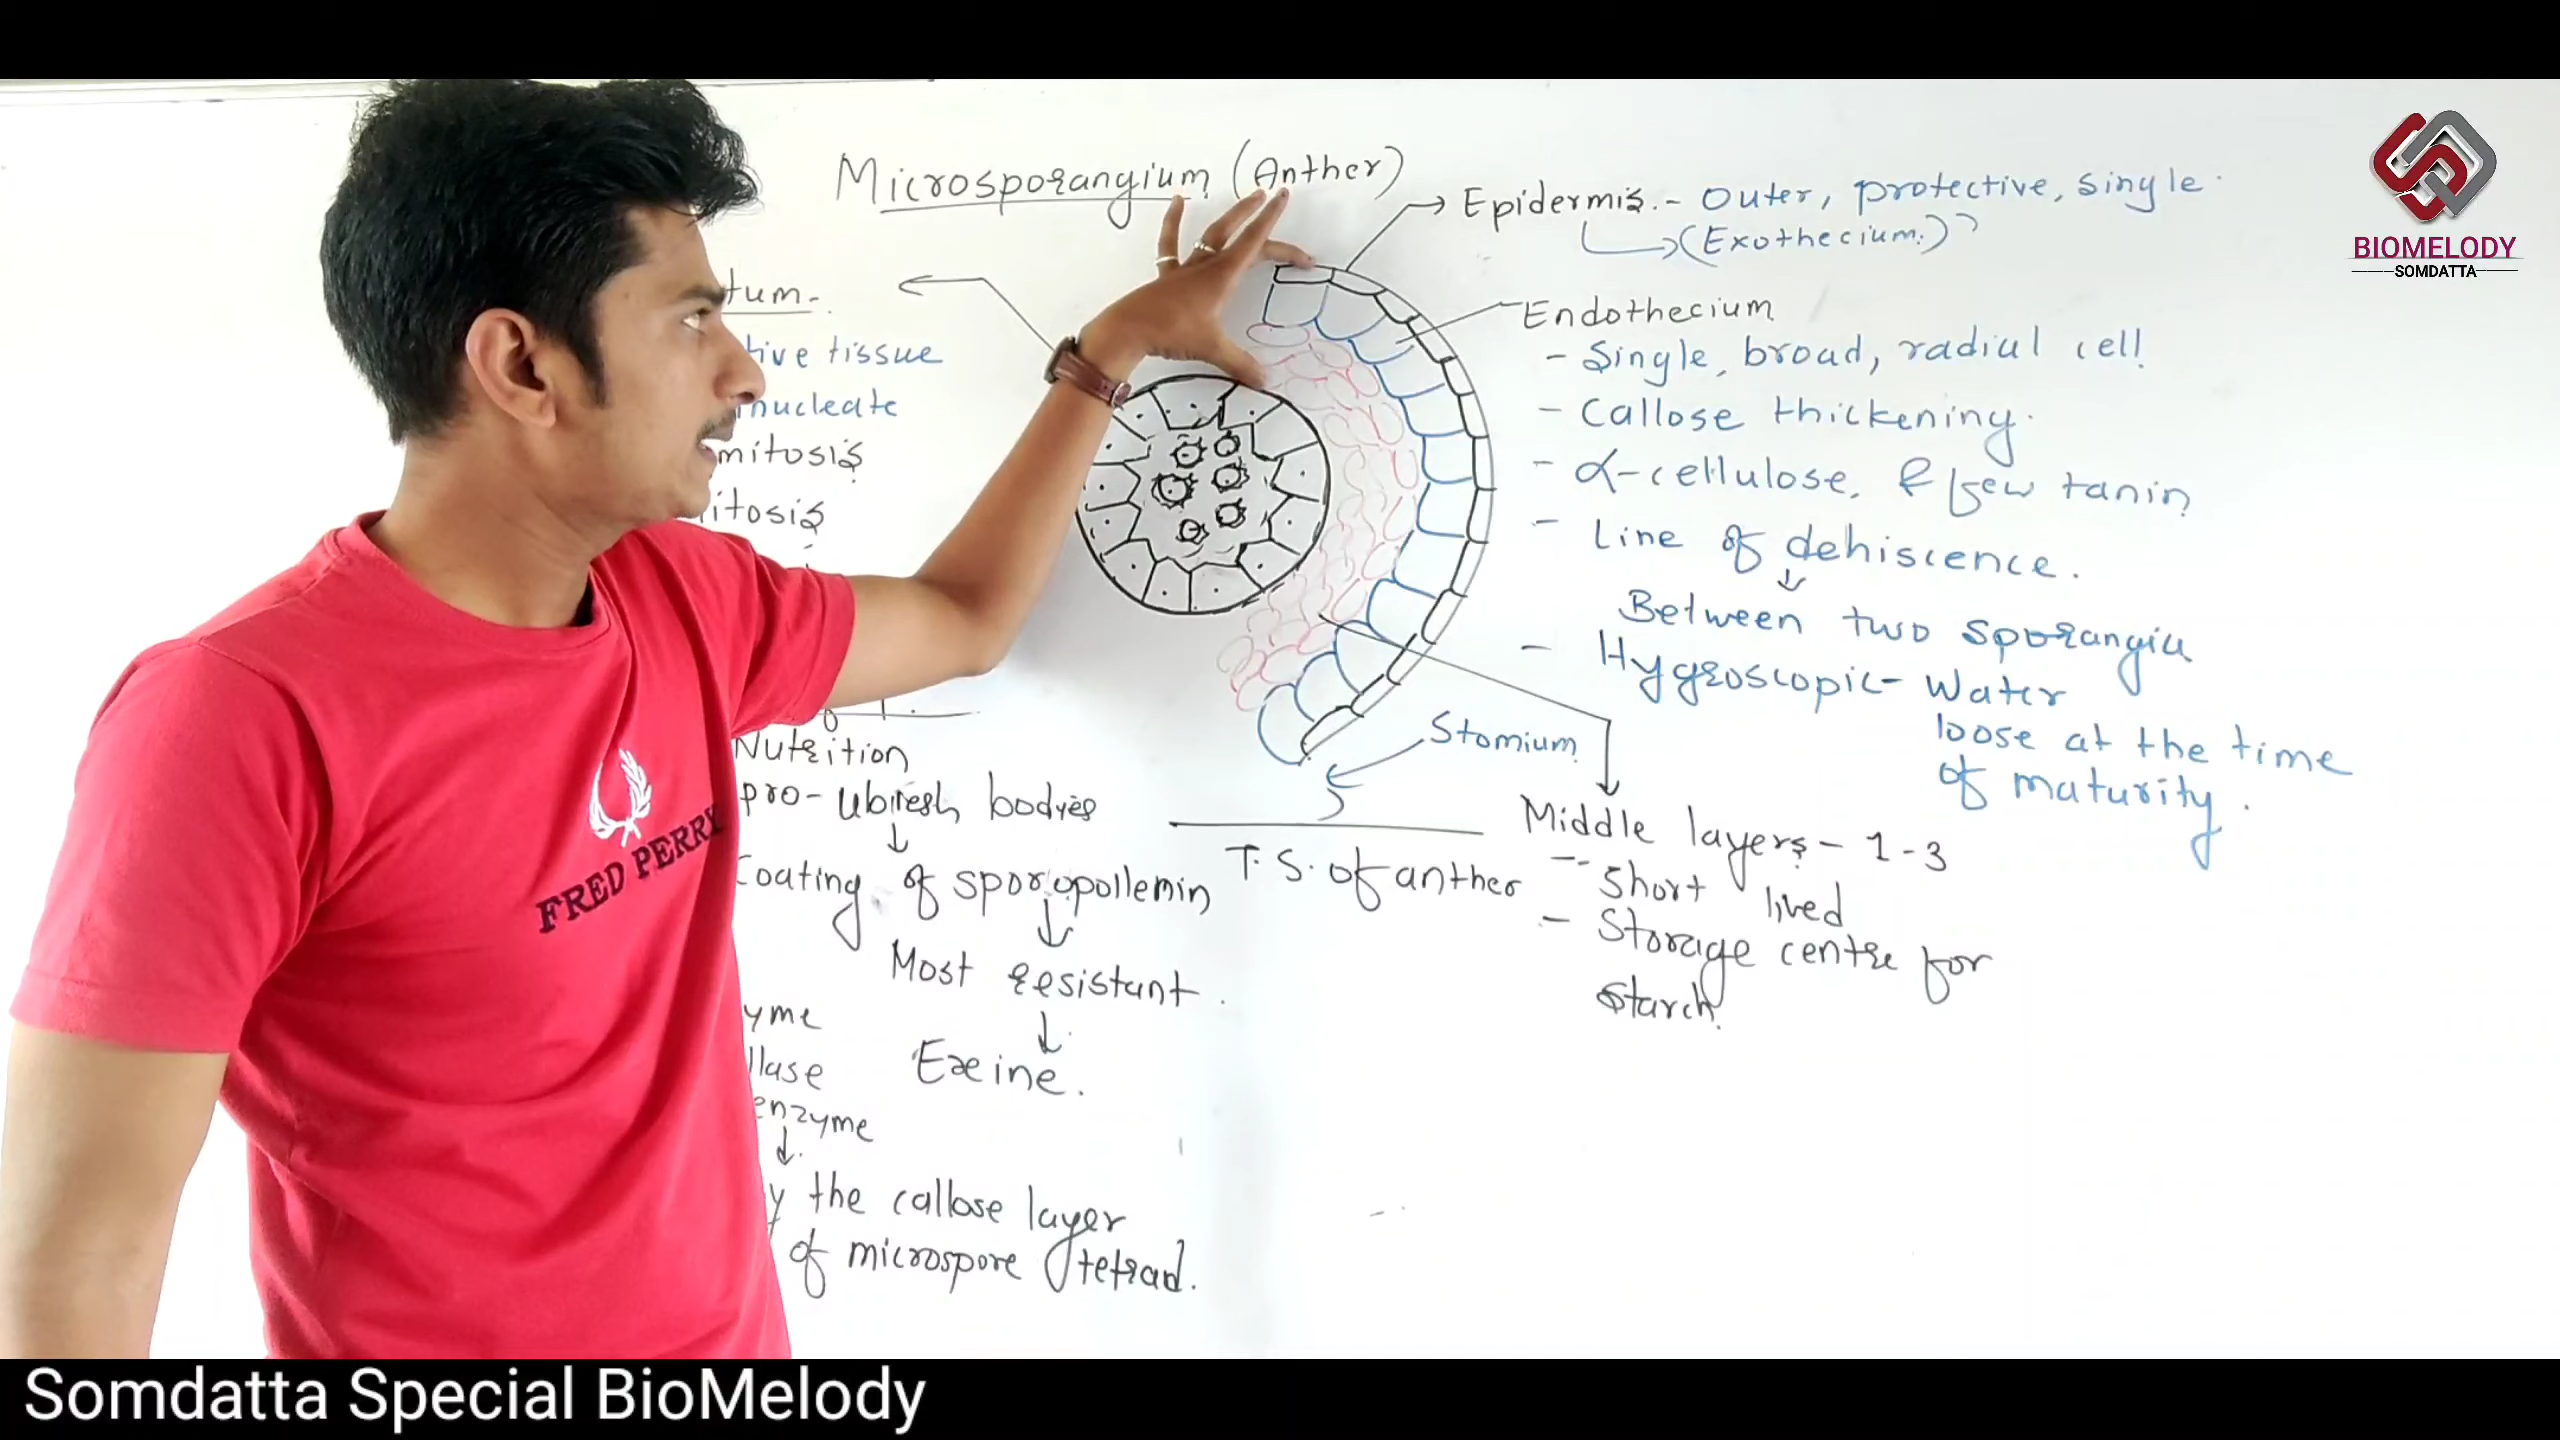 Microsporangium (Anther)
tum.
tive tissue
nucleate
mitosis
itosis
Nutrition
pro- Ubiresh bodyes
Coating of sporopollenin
Most resistant.
Exine.
yme
llase
enzyme
y the callose layer
of microspore tetrad.
Epidermis.- Outer, protective, single
(Exothecium.)
Endothecium
- Single, broad, radial cell
- Callose thickening.
- α-cellulose, & few tanin
- Line of dehiscence.
Between two sporangia
- Hygroscopic- Water
loose at the time
of maturity.
Stomium
T. S. of anther
Middle layers - 1-3
- Short lived
- Storage centre for
starch.
FRED PERRY
BIOMELODY
SOMDATTA
Somdatta Special BioMelody